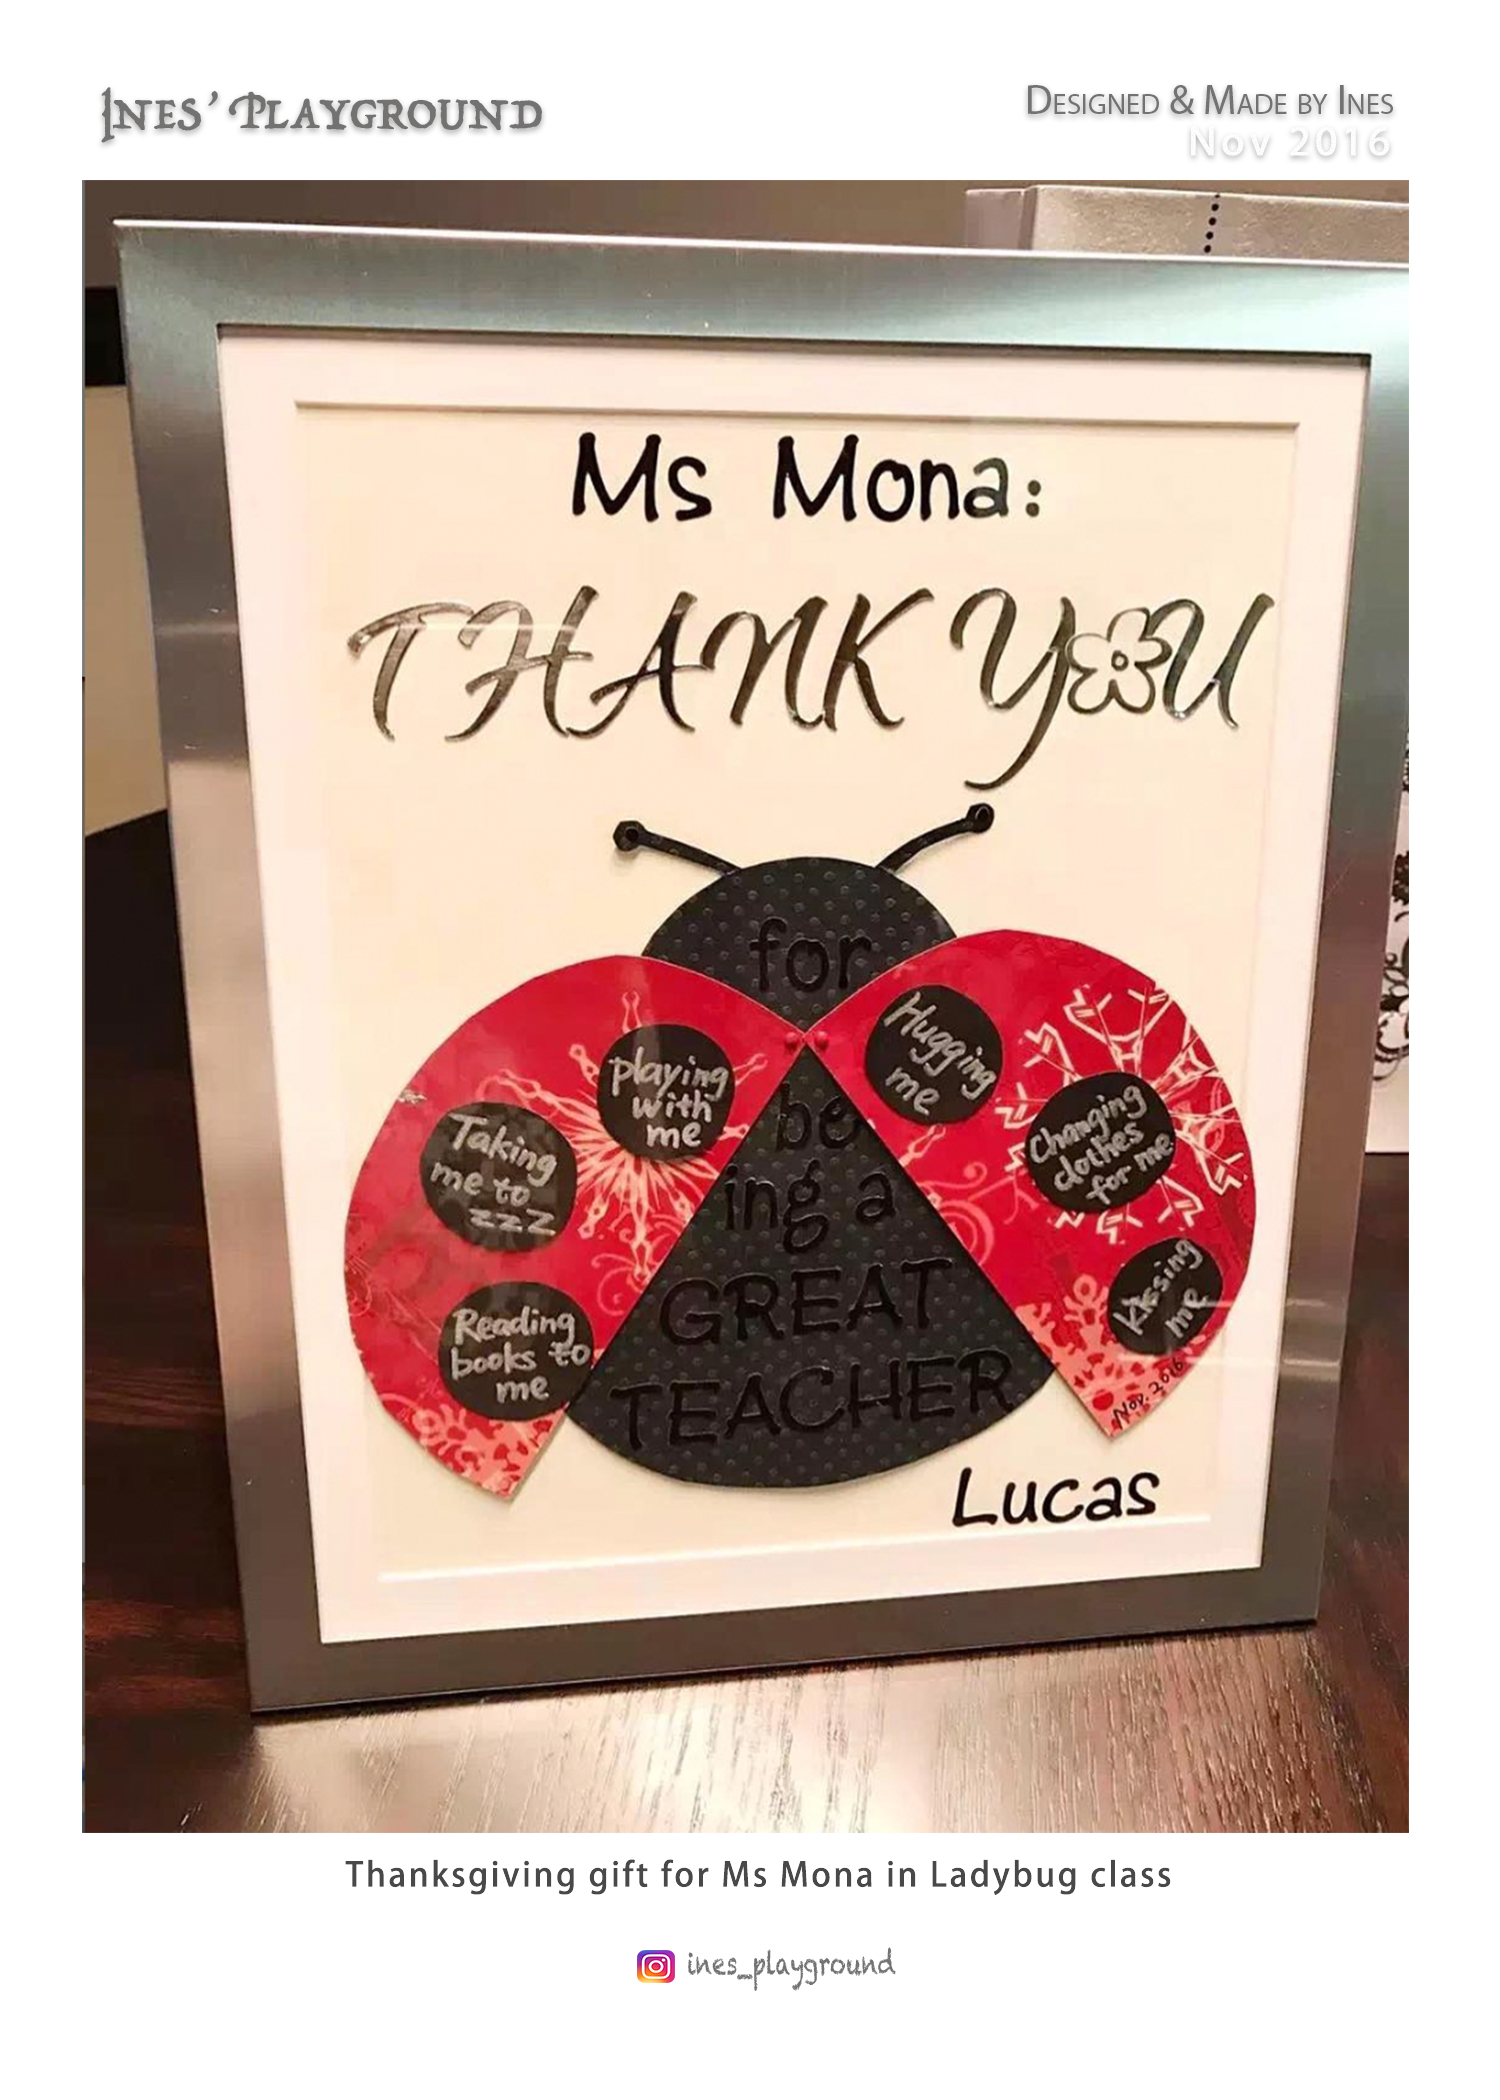 INES' PLAYGROUND
DESIGNED & MADE BY INES
Nov 2016
Ms Mona:
THANK YOU
for
be
ing a
GREAT
TEACHER
playing
with
me
Taking
me to
zzz
Reading
books to
me
Hugging
me
Changing
clothes
for me
Kissing
me
Nov. 2016
Lucas
Thanksgiving gift for Ms Mona in Ladybug class
ines_playground